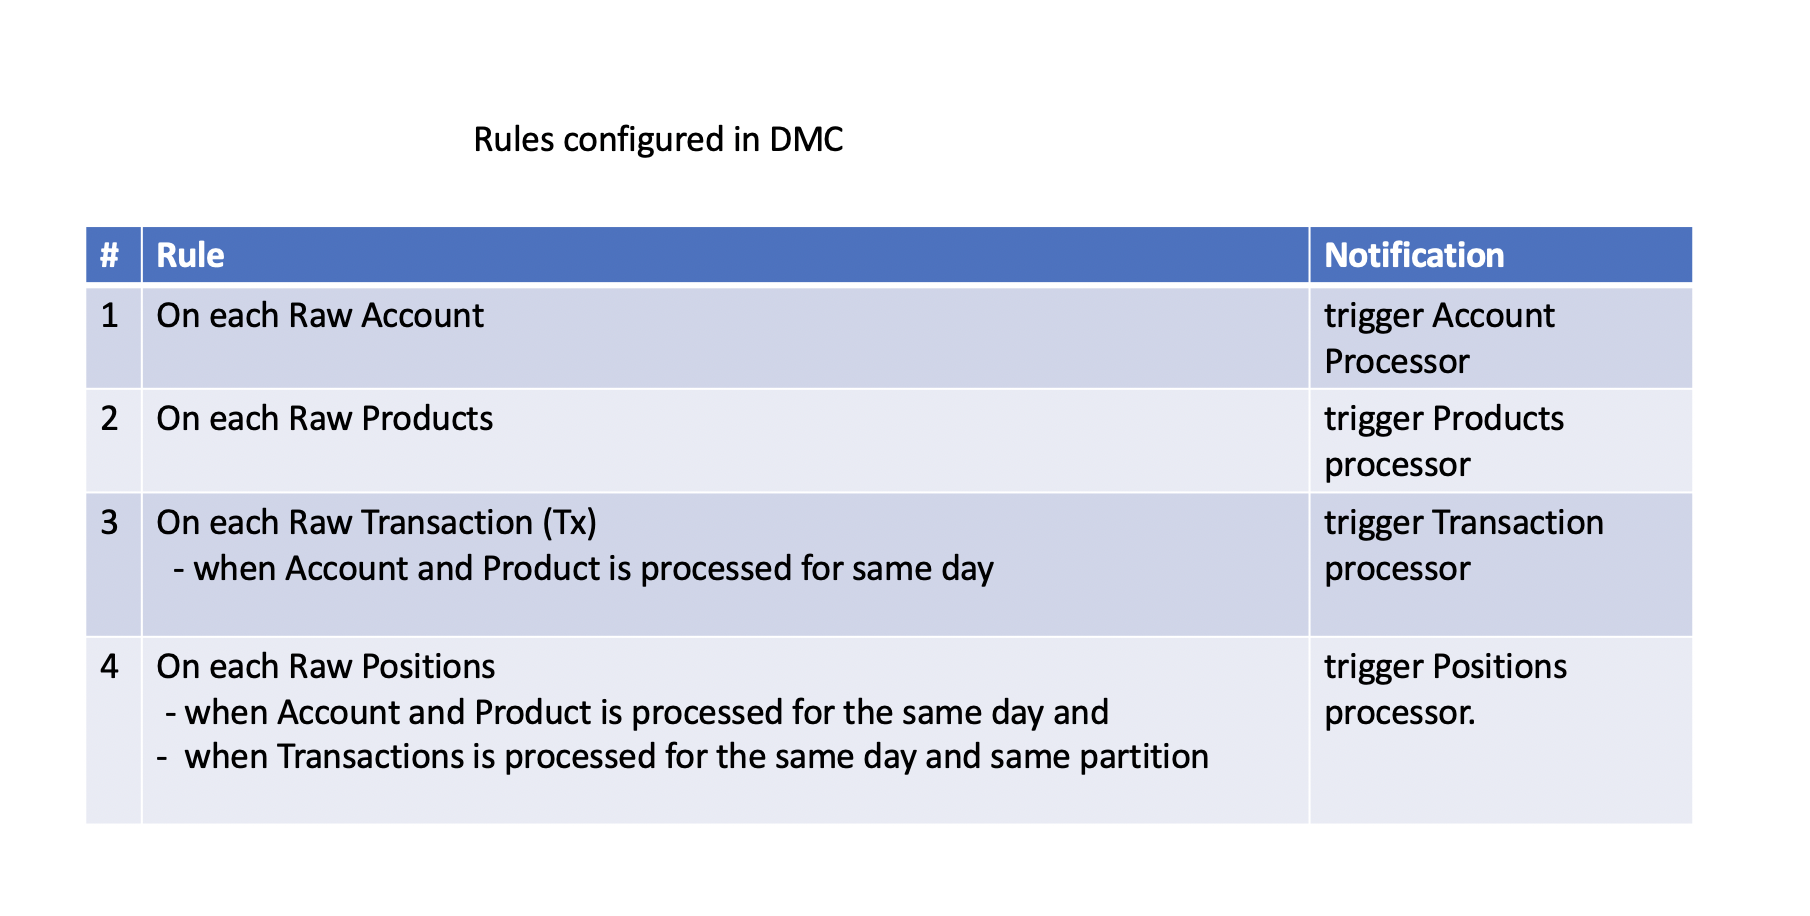 Rules configured in DMC
# Rule Notification
1 On each Raw Account trigger Account
Processor
2 On each Raw Products trigger Products
processor
3 On each Raw Transaction (Tx) trigger Transaction
- when Account and Product is processed for same day processor
4 On each Raw Positions trigger Positions
- when Account and Product is processed for the same day and processor.
- when Transactions is processed for the same day and same partition